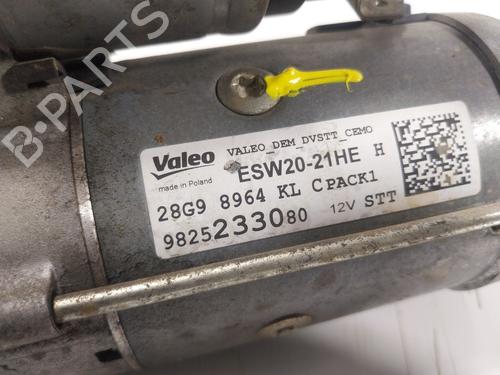 B-PARTS
Valeo
made in Poland
VALEO_DEM_DVSTT_CEMO
ESW20-21HE H
28G9 8964 KL CPACK1
9825233080 12V STT